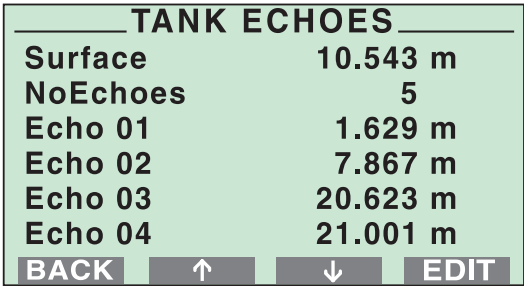 TANK ECHOES
Surface 10.543 m
NoEchoes 5
Echo 01 1.629 m
Echo 02 7.867 m
Echo 03 20.623 m
Echo 04 21.001 m
BACK ↑ ↓ EDIT